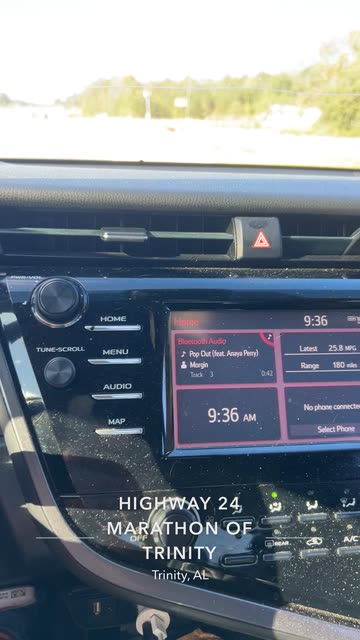 HOME
TUNE·SCROLL
MENU
AUDIO
MAP
Home
9:36
Bluetooth Audio
Pop Out (feat. Anaya Perry)
Morgin
Track 3 0:42
9:36 AM
Latest 25.8 MPG
Range 180 miles
No phone connected
Select Phone
HIGHWAY 24
MARATHON OF
TRINITY
Trinity, AL
OFF
REAR
A/C